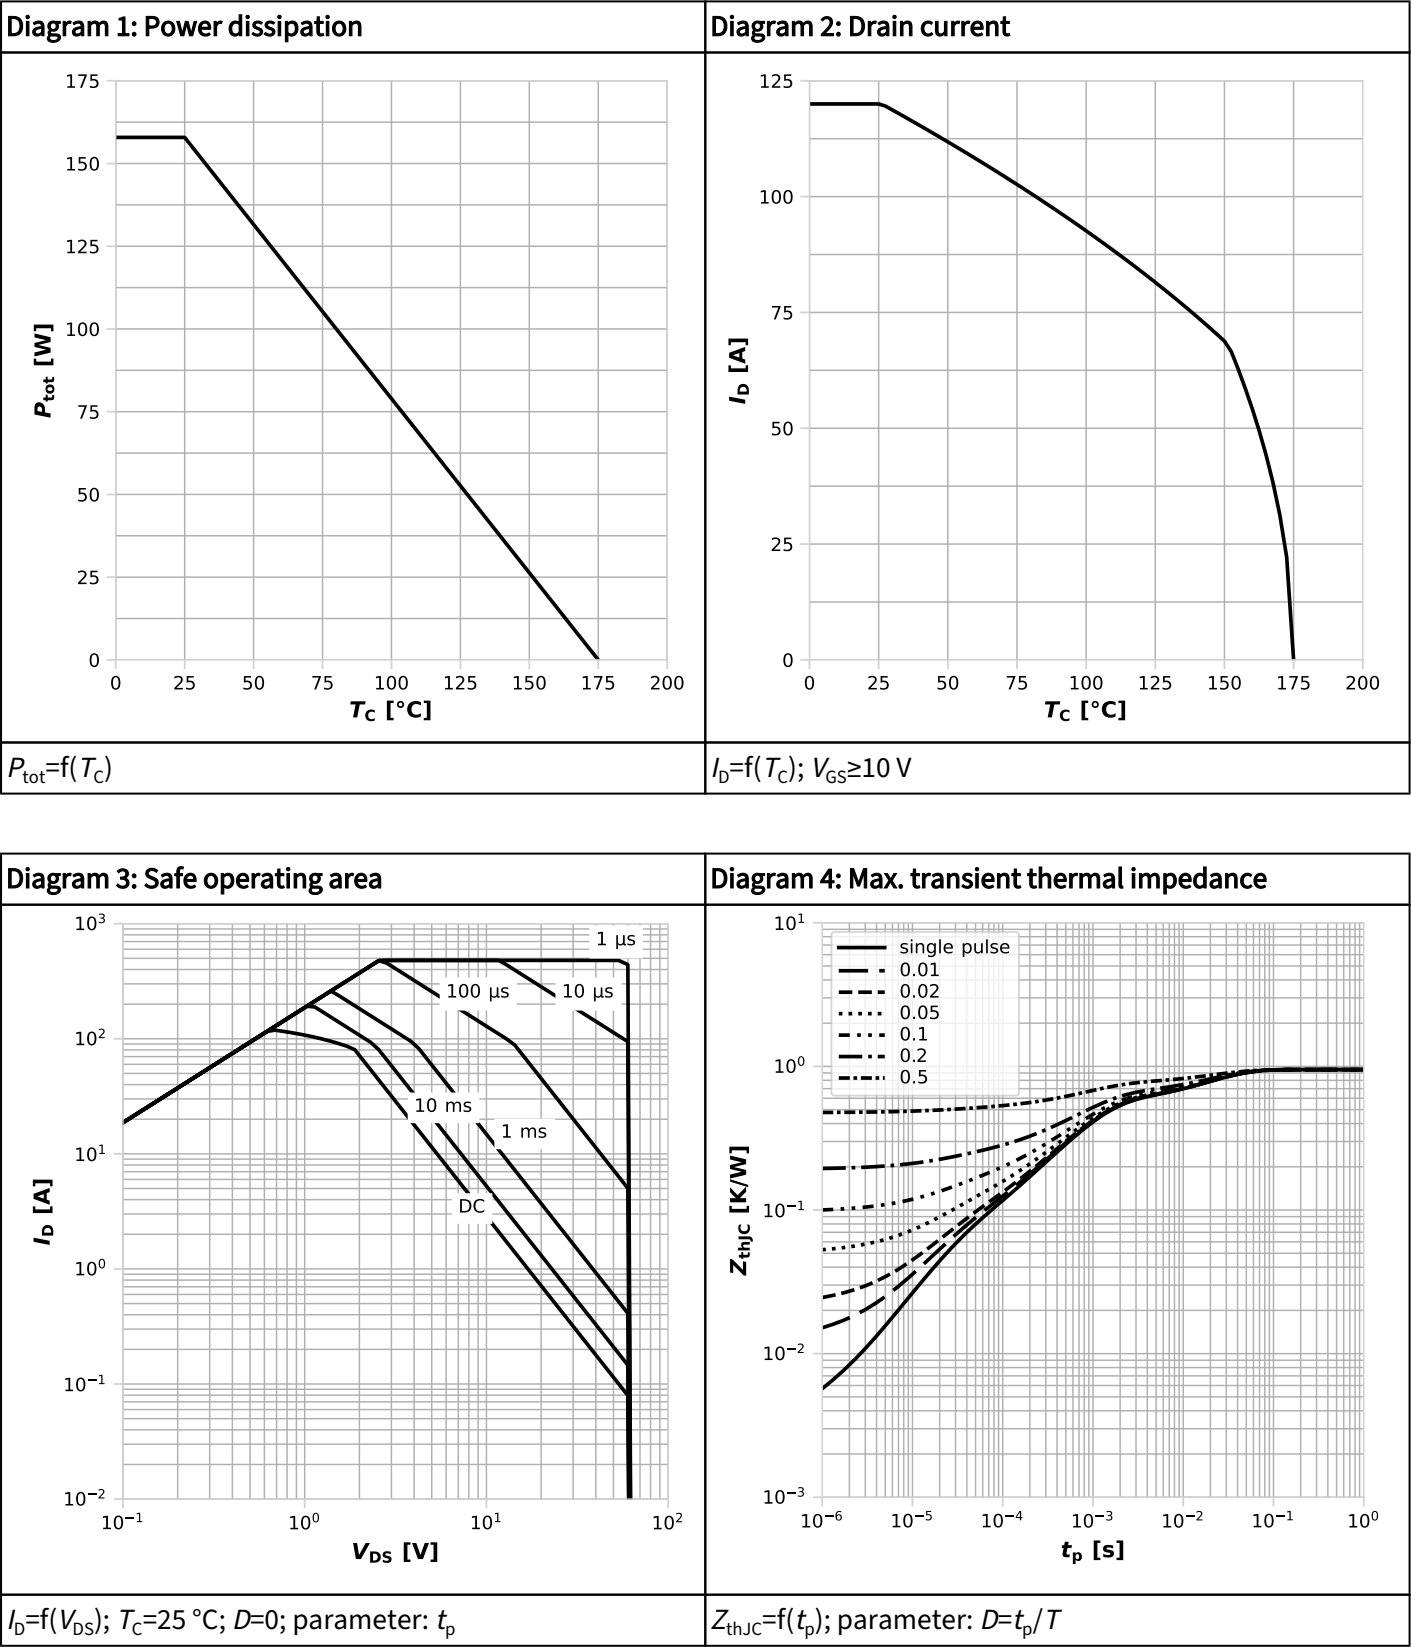 Diagram 1: Power dissipation
175
150
125
100
75
50
25
0
0 25 50 75 100 125 150 175 200
Ptot [W]
TC [°C]
Ptot=f(TC)
Diagram 2: Drain current
125
100
75
50
25
0
0 25 50 75 100 125 150 175 200
ID [A]
TC [°C]
ID=f(TC); VGS≥10 V
Diagram 3: Safe operating area
10³
10²
10¹
10⁰
10⁻¹
10⁻²
10⁻¹ 10⁰ 10¹ 10²
1 µs
100 µs
10 µs
10 ms
1 ms
DC
ID [A]
VDS [V]
ID=f(VDS); TC=25 °C; D=0; parameter: tp
Diagram 4: Max. transient thermal impedance
10¹
10⁰
10⁻¹
10⁻²
10⁻³
10⁻⁶ 10⁻⁵ 10⁻⁴ 10⁻³ 10⁻² 10⁻¹ 10⁰
single pulse
0.01
0.02
0.05
0.1
0.2
0.5
ZthJC [K/W]
tp [s]
ZthJC=f(tp); parameter: D=tp/T